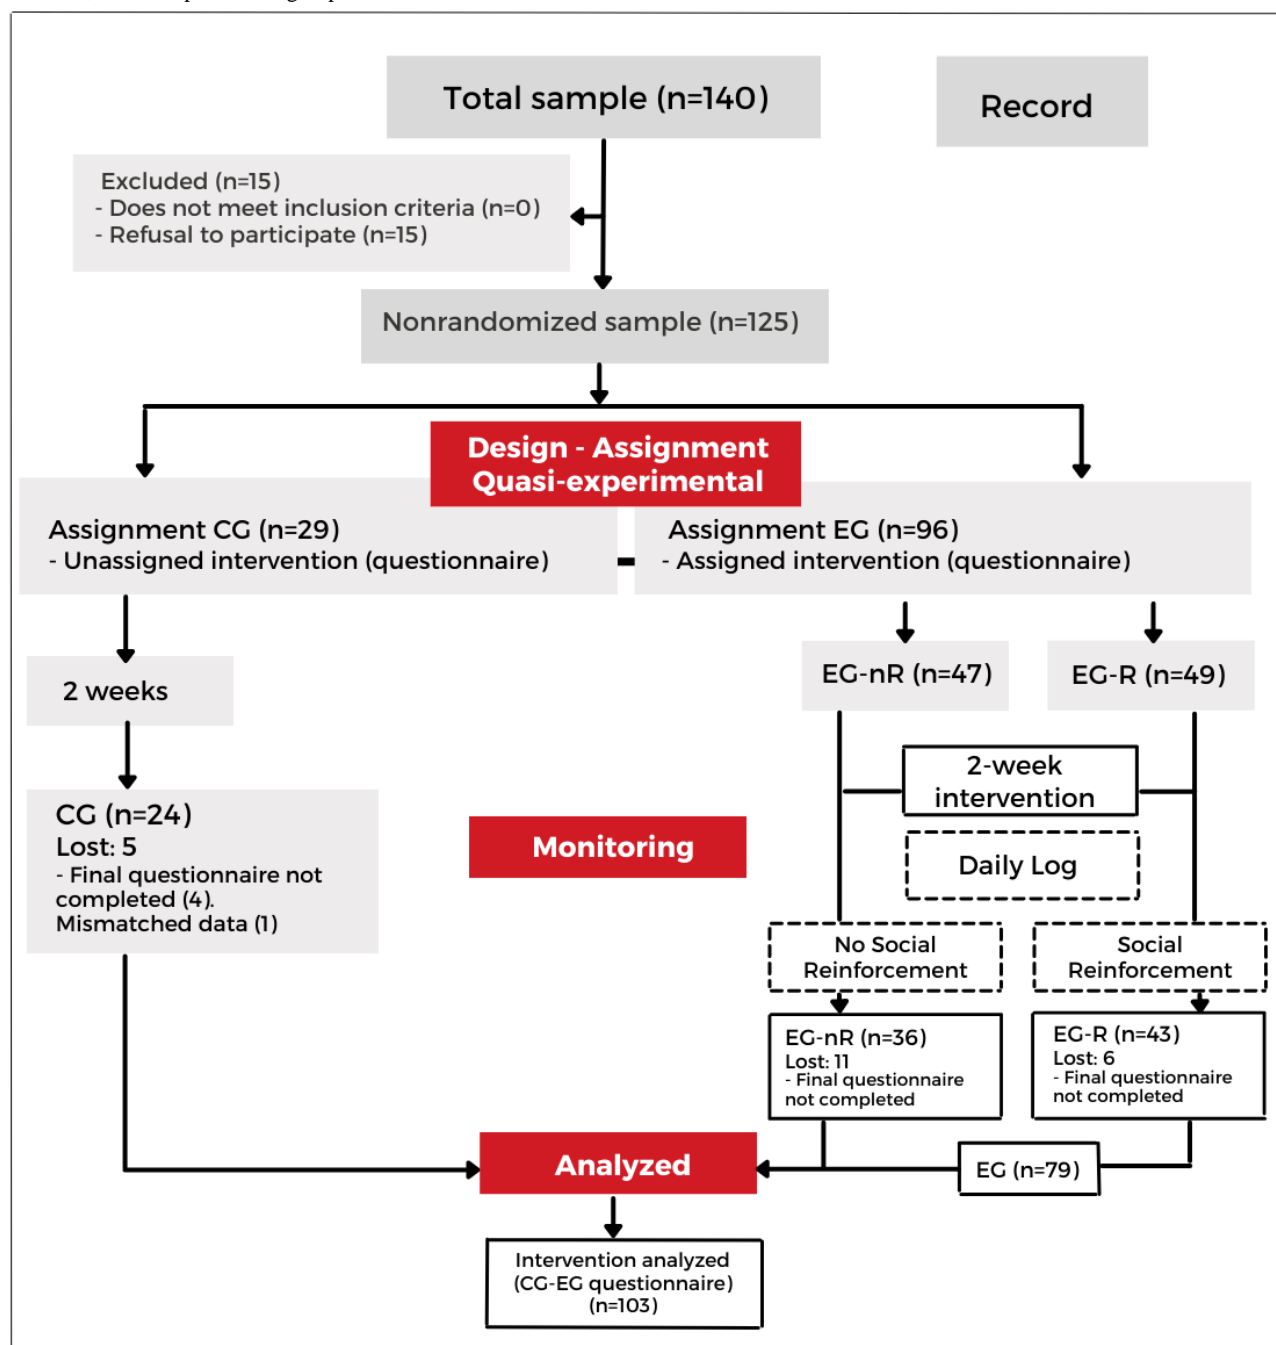 Total sample (n=140)
Record
Excluded (n=15)
- Does not meet inclusion criteria (n=0)
- Refusal to participate (n=15)
Nonrandomized sample (n=125)
Design - Assignment
Quasi-experimental
Assignment CG (n=29)
- Unassigned intervention (questionnaire)
Assignment EG (n=96)
- Assigned intervention (questionnaire)
2 weeks
EG-nR (n=47)
EG-R (n=49)
2-week
intervention
CG (n=24)
Lost: 5
- Final questionnaire not
completed (4).
Mismatched data (1)
Monitoring
Daily Log
No Social
Reinforcement
Social
Reinforcement
EG-nR (n=36)
Lost: 11
- Final questionnaire
not completed
EG-R (n=43)
Lost: 6
- Final questionnaire
not completed
Analyzed
EG (n=79)
Intervention analyzed
(CG-EG questionnaire)
(n=103)